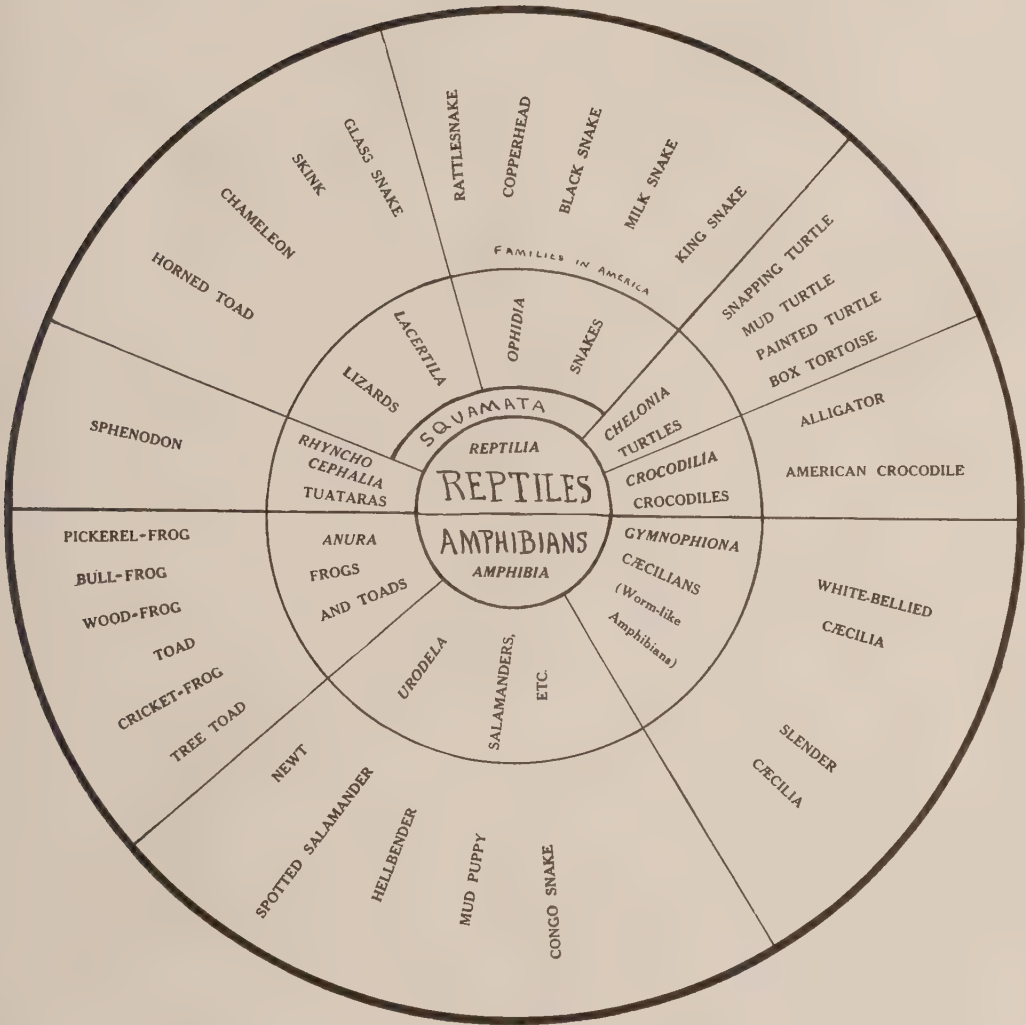 REPTILIA
REPTILES
AMPHIBIANS
AMPHIBIA
SQUAMATA
RHYNCHO
CEPHALIA
TUATARAS
SPHENODON
LIZARDS
LACERTILA
HORNED TOAD
CHAMELEON
SKINK
GLASS SNAKE
OPHIDIA
SNAKES
FAMILIES IN AMERICA
RATTLESNAKE
COPPERHEAD
BLACK SNAKE
MILK SNAKE
KING SNAKE
CHELONIA
TURTLES
SNAPPING TURTLE
MUD TURTLE
PAINTED TURTLE
BOX TORTOISE
CROCODILIA
CROCODILES
ALLIGATOR
AMERICAN CROCODILE
GYMNOPHIONA
CÆCILIANS
(Worm-like
Amphibians)
WHITE-BELLIED
CÆCILIA
SLENDER
CÆCILIA
URODELA
SALAMANDERS,
ETC.
NEWT
SPOTTED SALAMANDER
HELLBENDER
MUD PUPPY
CONGO SNAKE
ANURA
FROGS
AND TOADS
PICKEREL-FROG
BULL-FROG
WOOD-FROG
TOAD
CRICKET-FROG
TREE TOAD